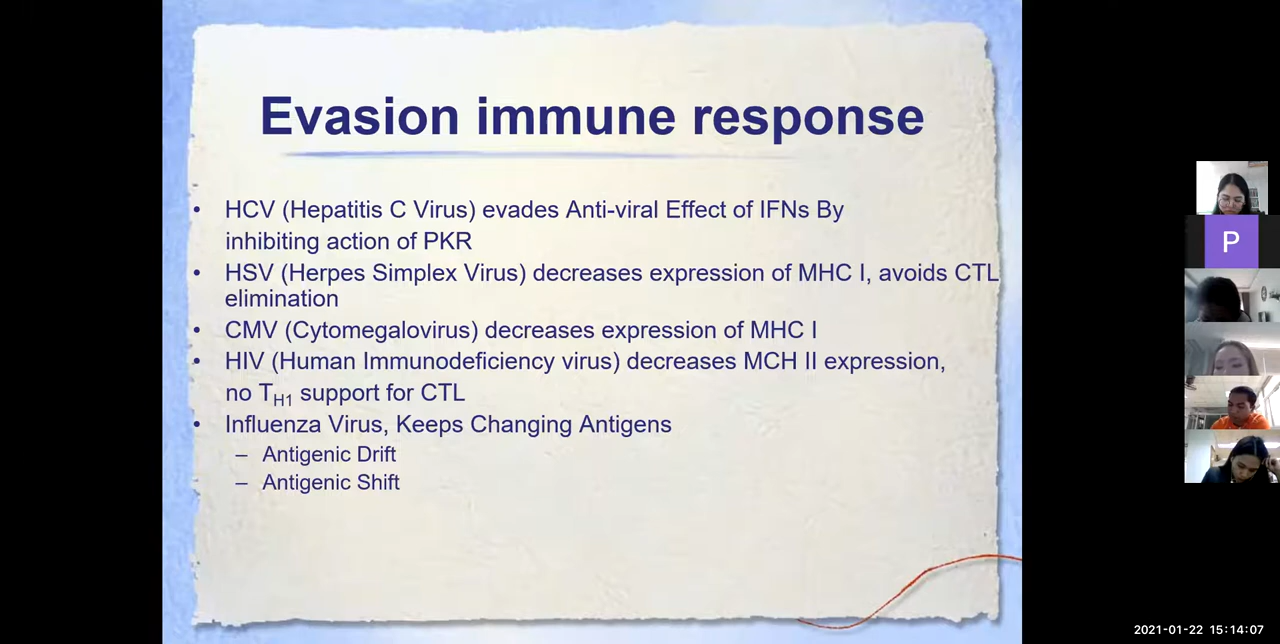 Evasion immune response
• HCV (Hepatitis C Virus) evades Anti-viral Effect of IFNs By
inhibiting action of PKR
• HSV (Herpes Simplex Virus) decreases expression of MHC I, avoids CTL
elimination
• CMV (Cytomegalovirus) decreases expression of MHC I
• HIV (Human Immunodeficiency virus) decreases MCH II expression,
no TH1 support for CTL
• Influenza Virus, Keeps Changing Antigens
– Antigenic Drift
– Antigenic Shift
P
2021-01-22 15:14:07